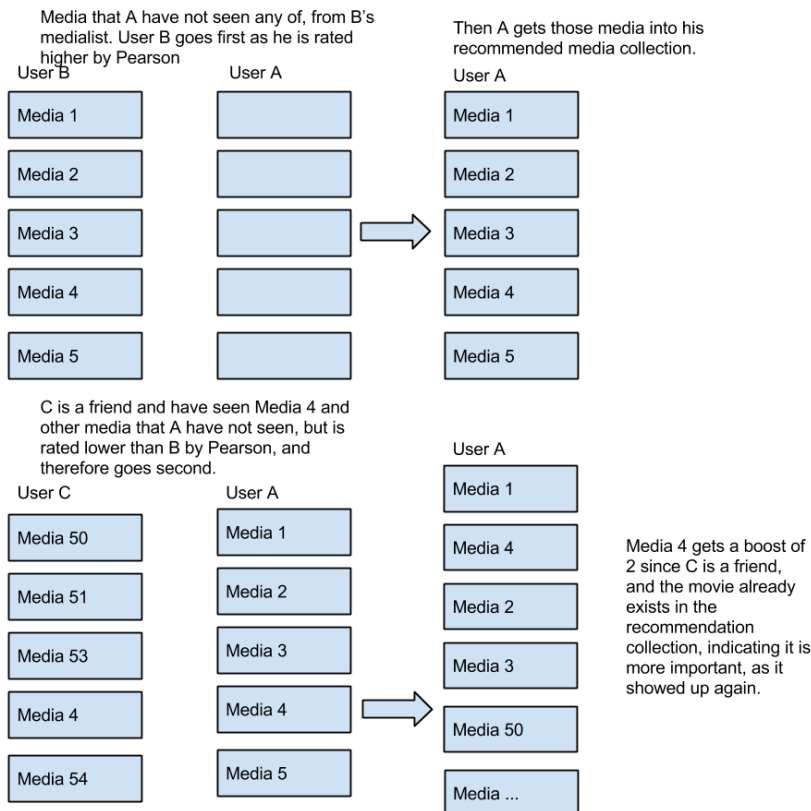 Media that A have not seen any of, from B's
medialist. User B goes first as he is rated
higher by Pearson
User B
User A
Media 1
Media 2
Media 3
Media 4
Media 5
Then A gets those media into his
recommended media collection.
User A
Media 1
Media 2
Media 3
Media 4
Media 5
C is a friend and have seen Media 4 and
other media that A have not seen, but is
rated lower than B by Pearson, and
therefore goes second.
User C
Media 50
Media 51
Media 53
Media 4
Media 54
User A
Media 1
Media 2
Media 3
Media 4
Media 5
User A
Media 1
Media 4
Media 2
Media 3
Media 50
Media ...
Media 4 gets a boost of
2 since C is a friend,
and the movie already
exists in the
recommendation
collection, indicating it is
more important, as it
showed up again.